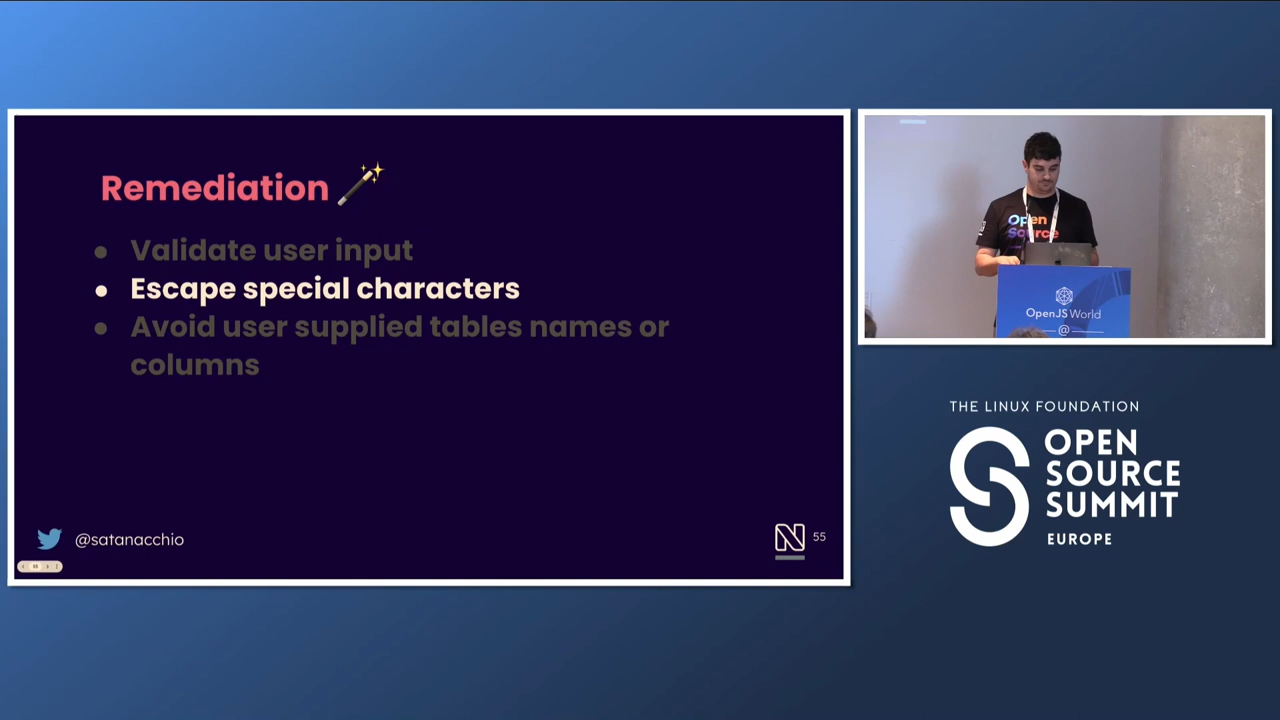 Remediation
● Validate user input
● Escape special characters
● Avoid user supplied tables names or
columns
@satanacchio
N 55
Open
Source
OpenJS World
@
THE LINUX FOUNDATION
OPEN
SOURCE
SUMMIT
EUROPE